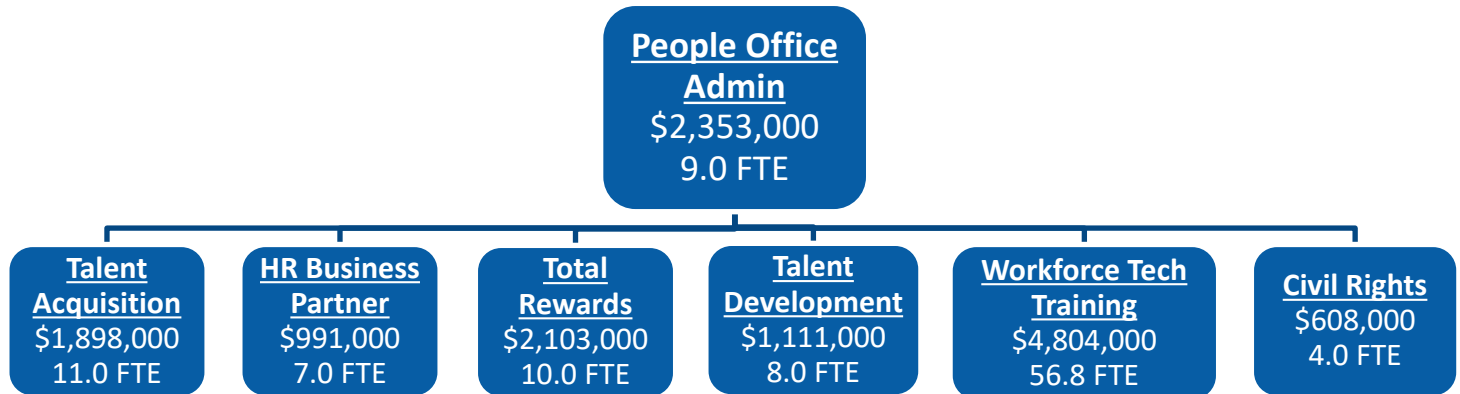 People Office
Admin
$2,353,000
9.0 FTE
Talent
Acquisition
$1,898,000
11.0 FTE
HR Business
Partner
$991,000
7.0 FTE
Total
Rewards
$2,103,000
10.0 FTE
Talent
Development
$1,111,000
8.0 FTE
Workforce Tech
Training
$4,804,000
56.8 FTE
Civil Rights
$608,000
4.0 FTE